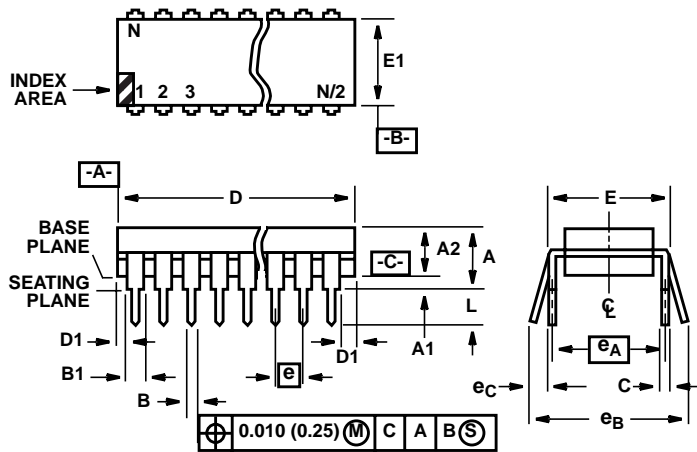 N
E1
INDEX
AREA
1 2 3 N/2
-B-
-A-
D
E
BASE
PLANE
A2
A
-C-
SEATING
PLANE
L
℄
D1
D1
A1
eA
B1
e
eC
C
B
eB
⌖ 0.010 (0.25) Ⓜ C A B Ⓢ